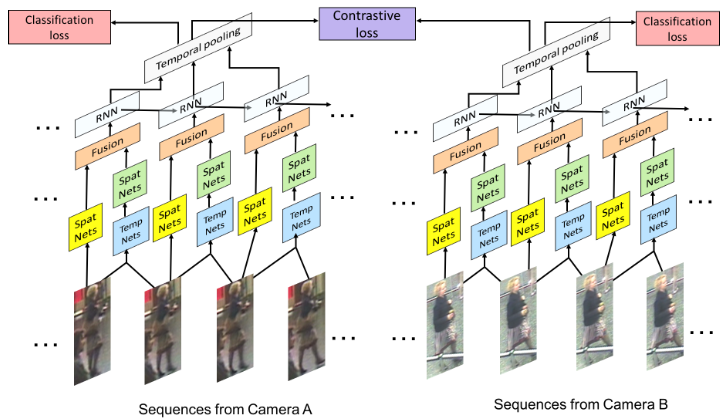 Classification
loss
Contrastive
loss
Classification
loss
Temporal pooling
Temporal pooling
RNN
RNN
RNN
RNN
RNN
RNN
...
...
...
...
Fusion
Fusion
Fusion
Fusion
Fusion
Fusion
Spat
Nets
Spat
Nets
Spat
Nets
Spat
Nets
Spat
Nets
Spat
Nets
...
...
...
...
Spat
Nets
Temp
Nets
Spat
Nets
Temp
Nets
Spat
Nets
Temp
Nets
Spat
Nets
Temp
Nets
Spat
Nets
Temp
Nets
Spat
Nets
Temp
Nets
...
...
...
...
Sequences from Camera A
Sequences from Camera B